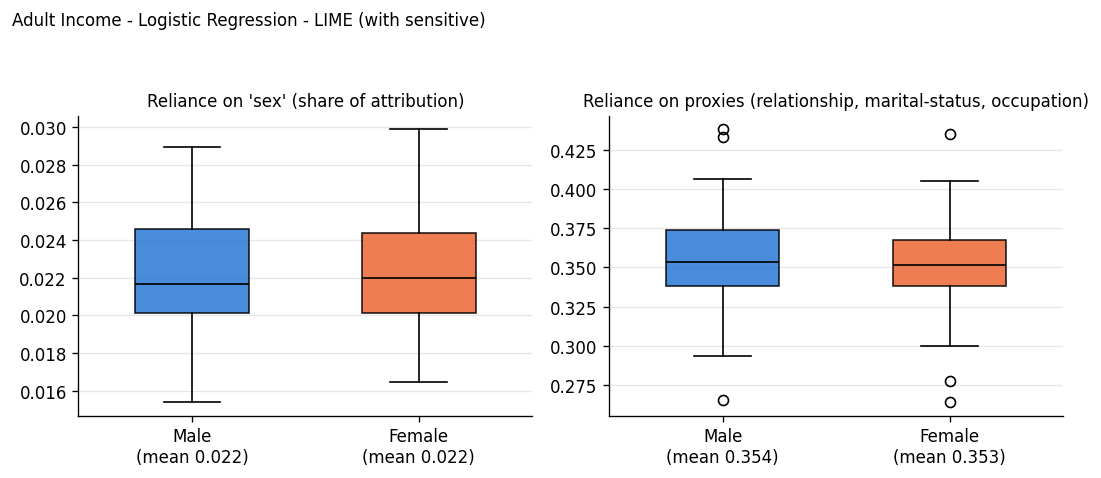 Adult Income - Logistic Regression - LIME (with sensitive)
Reliance on 'sex' (share of attribution)
0.030
0.028
0.026
0.024
0.022
0.020
0.018
0.016
Male
(mean 0.022)
Female
(mean 0.022)
Reliance on proxies (relationship, marital-status, occupation)
0.425
0.400
0.375
0.350
0.325
0.300
0.275
Male
(mean 0.354)
Female
(mean 0.353)